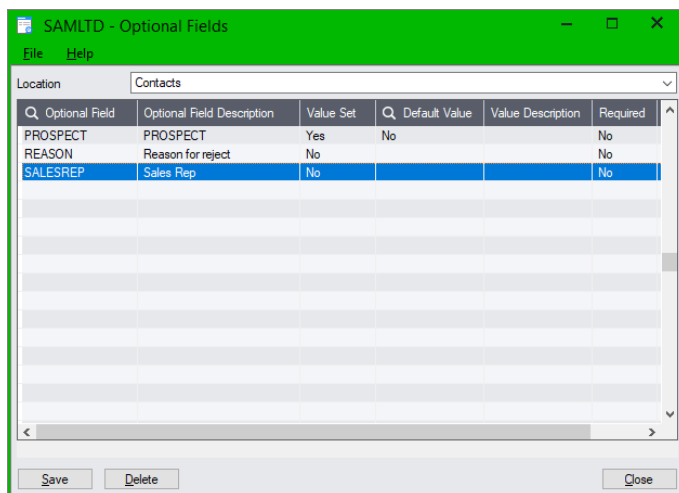 SAMLTD - Optional Fields
File Help
Location Contacts
Optional Field Optional Field Description Value Set Default Value Value Description Required
PROSPECT PROSPECT Yes No No
REASON Reason for reject No No
SALESREP Sales Rep No No
Save Delete Close